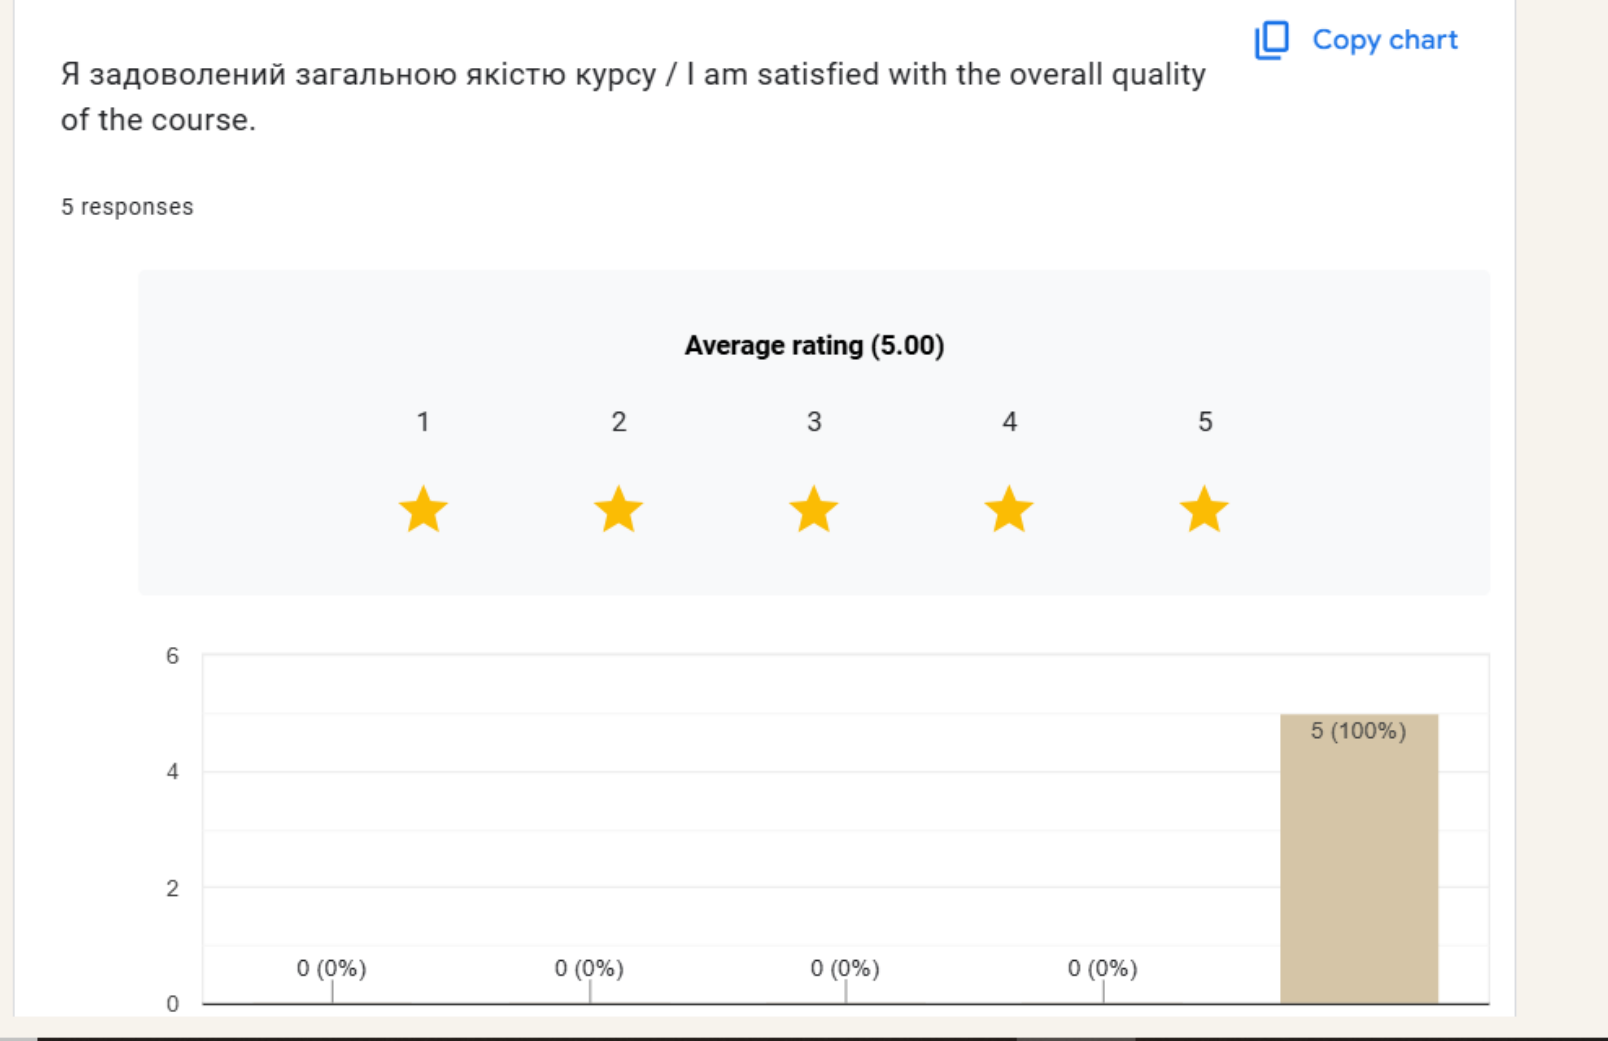 Copy chart
Я задоволений загальною якістю курсу / I am satisfied with the overall quality
of the course.
5 responses
Average rating (5.00)
1 2 3 4 5
6
5 (100%)
4
2
0 (0%) 0 (0%) 0 (0%) 0 (0%)
0